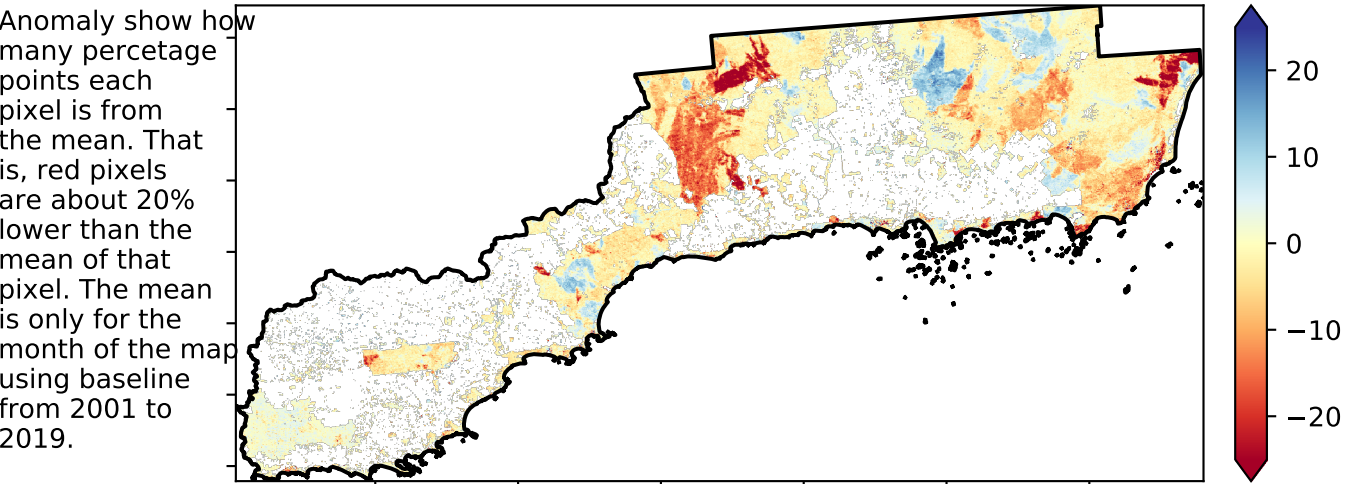 Anomaly show how
many percetage
points each
pixel is from
the mean. That
is, red pixels
are about 20%
lower than the
mean of that
pixel. The mean
is only for the
month of the map
using baseline
from 2001 to
2019.
20
10
0
−10
−20